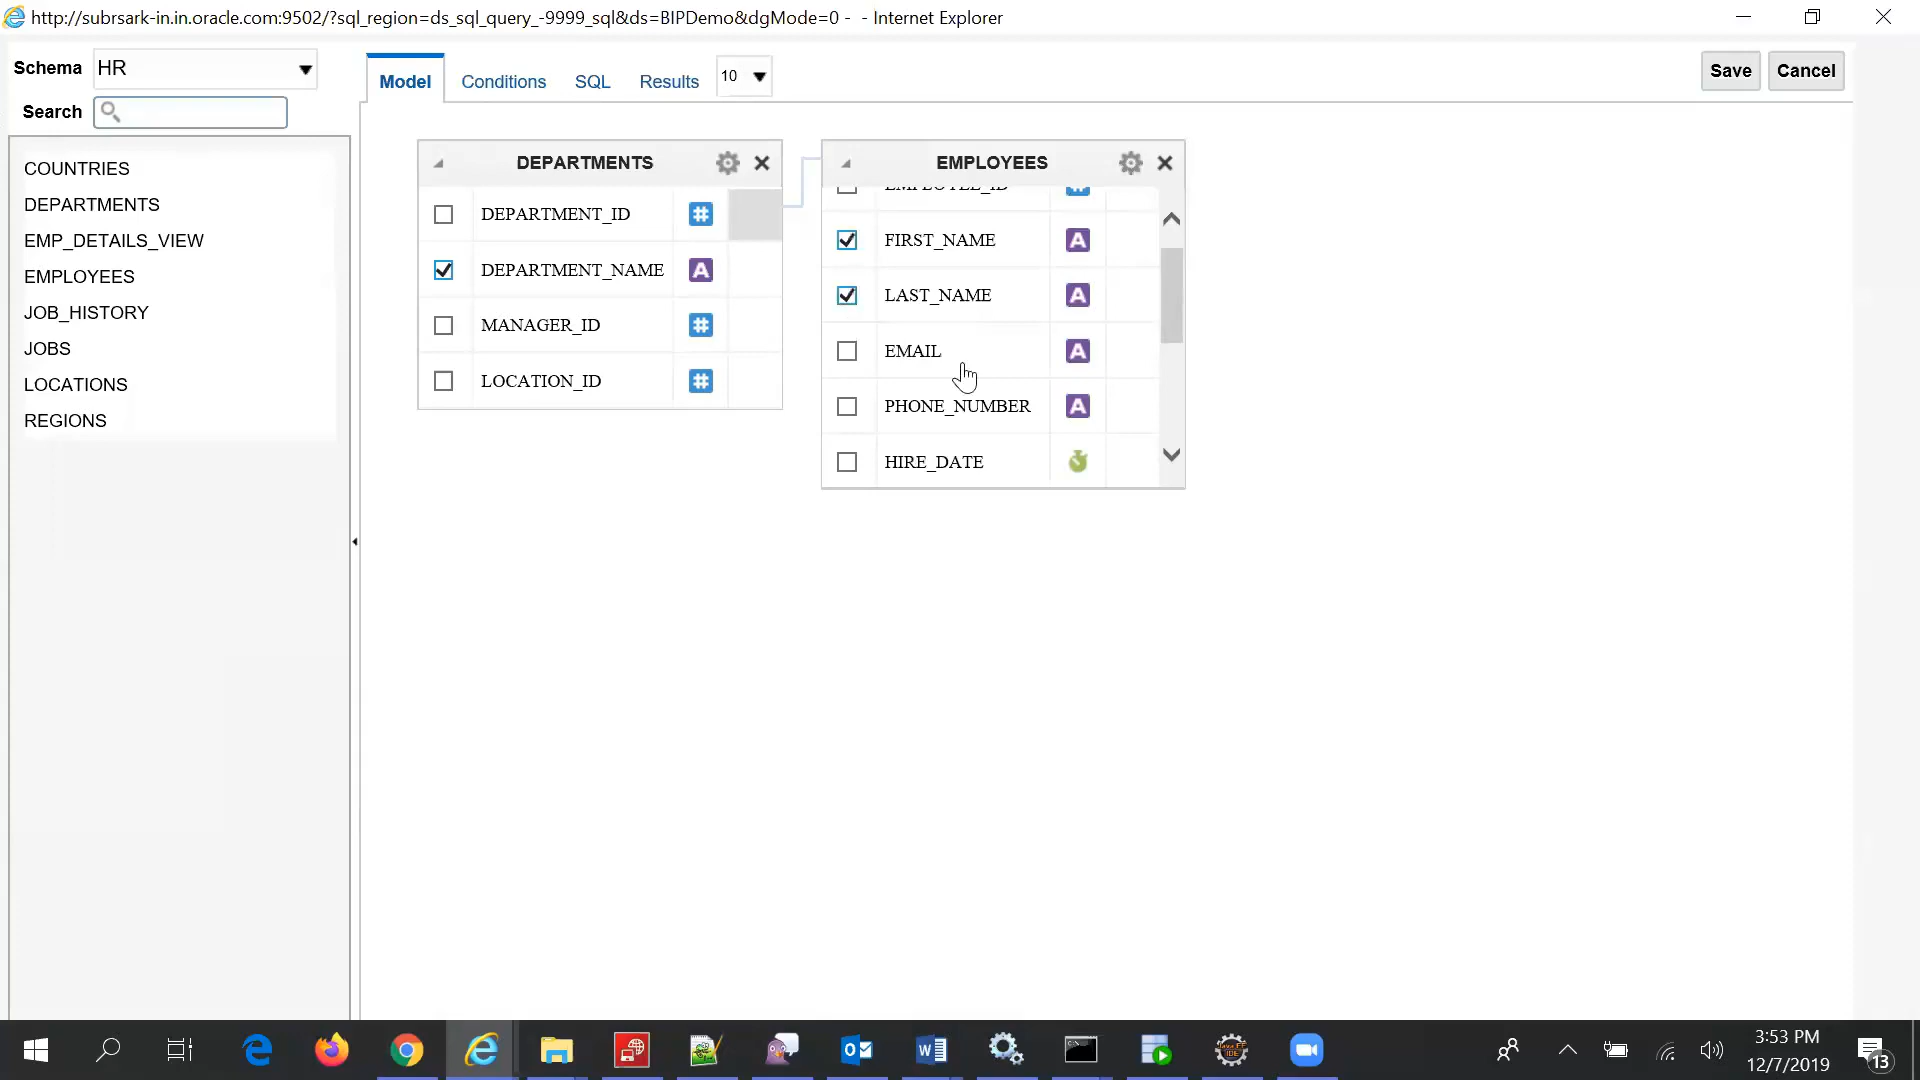 http://subrsark-in.in.oracle.com:9502/?sql_region=ds_sql_query_-9999_sql&ds=BIPDemo&dgMode=0 - - Internet Explorer
Schema HR
Search
COUNTRIES
DEPARTMENTS
EMP_DETAILS_VIEW
EMPLOYEES
JOB_HISTORY
JOBS
LOCATIONS
REGIONS
Model Conditions SQL Results 10
Save Cancel
DEPARTMENTS
DEPARTMENT_ID
DEPARTMENT_NAME A
MANAGER_ID
LOCATION_ID
EMPLOYEES
EMPLOYEE_ID
FIRST_NAME A
LAST_NAME A
EMAIL A
PHONE_NUMBER A
HIRE_DATE
3:53 PM
12/7/2019
13